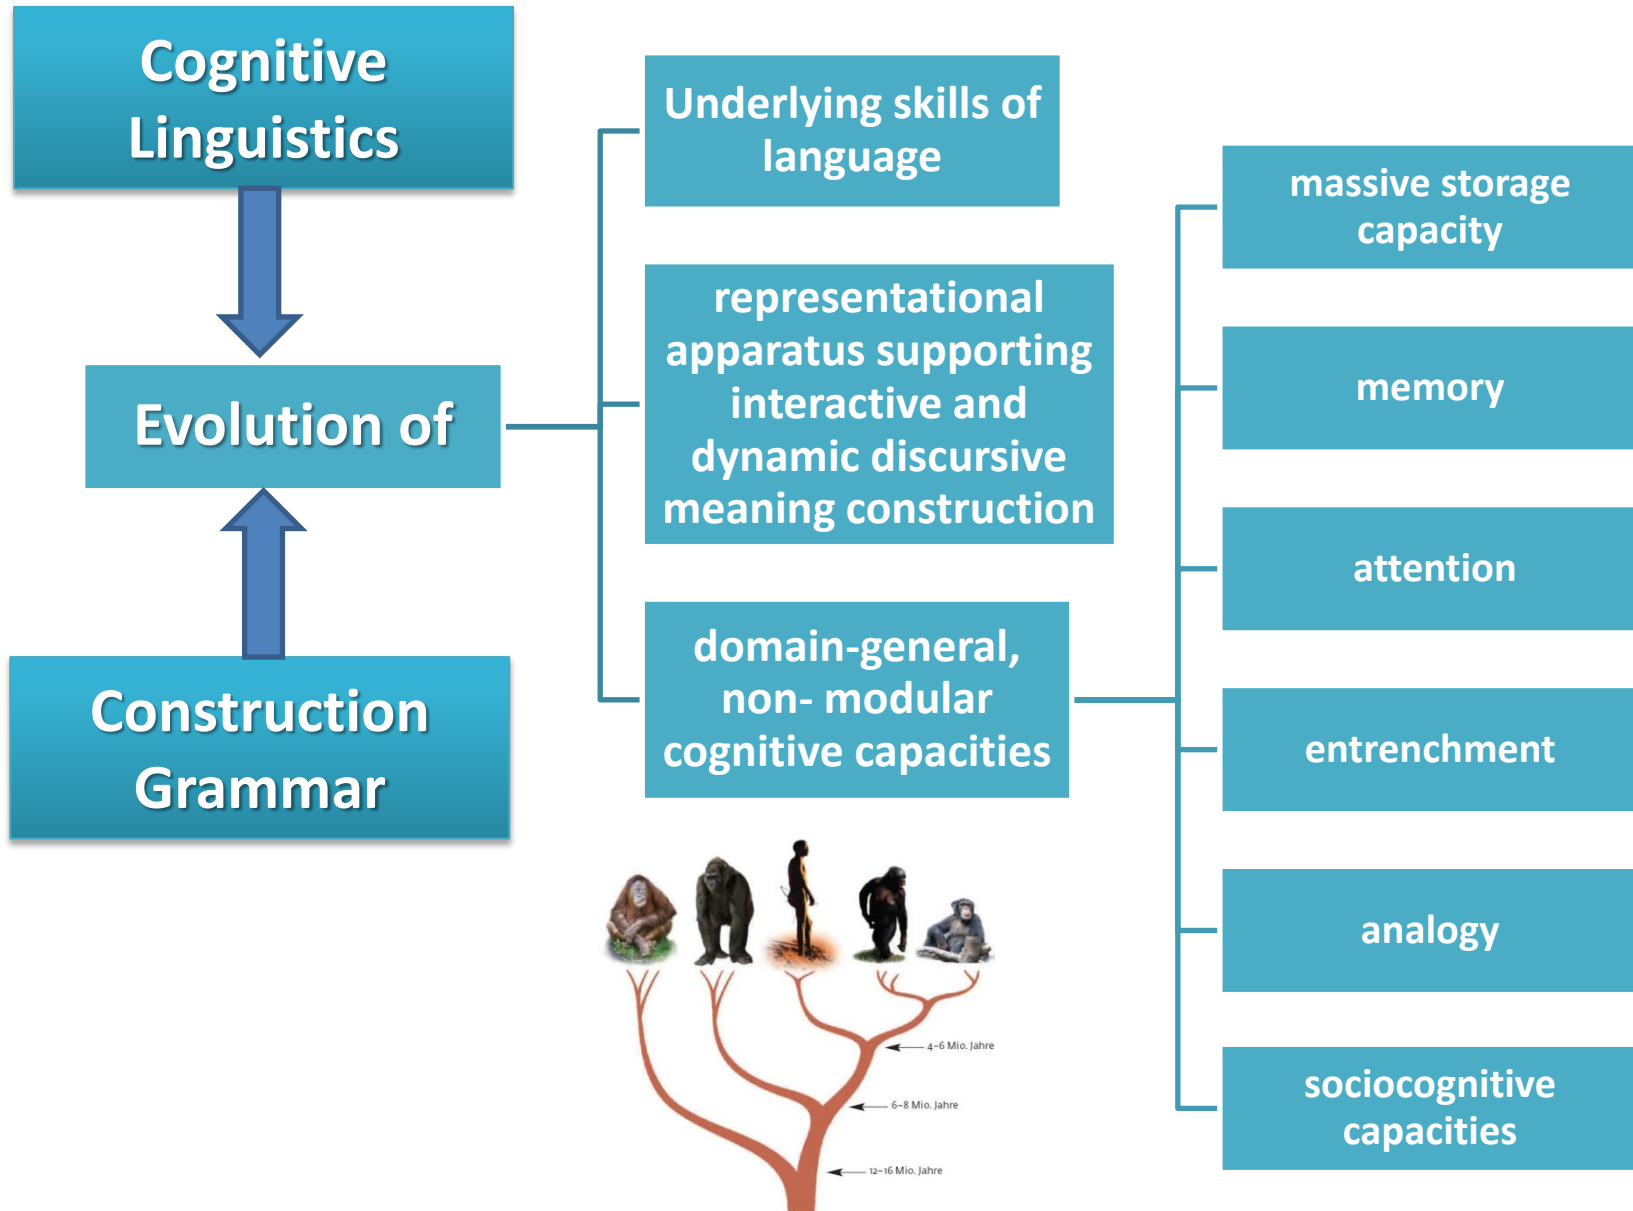 Cognitive
Linguistics
Evolution of
Construction
Grammar
Underlying skills of
language
representational
apparatus supporting
interactive and
dynamic discursive
meaning construction
domain-general,
non- modular
cognitive capacities
massive storage
capacity
memory
attention
entrenchment
analogy
sociocognitive
capacities
4–6 Mio. Jahre
6–8 Mio. Jahre
12–16 Mio. Jahre